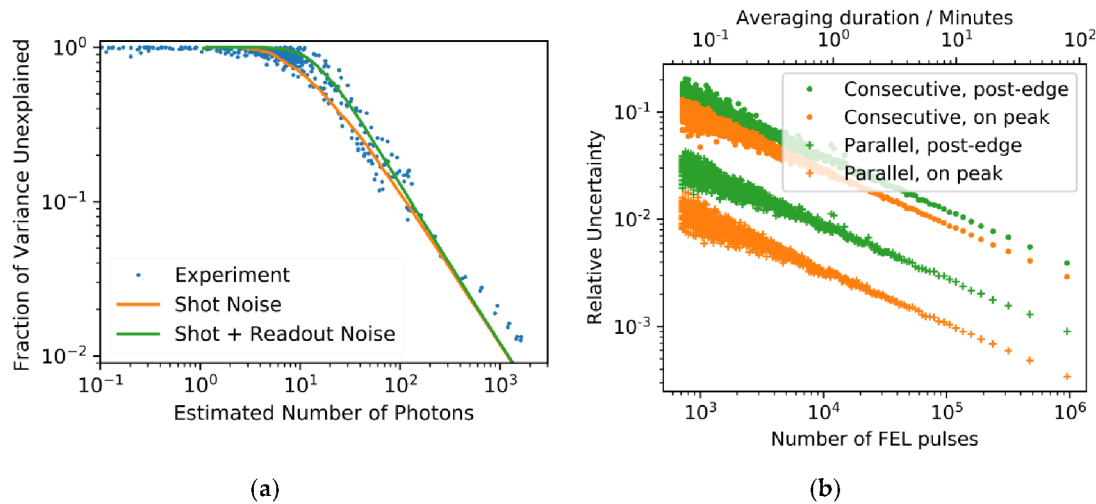 10⁰
10⁻¹
10⁻²
Fraction of Variance Unexplained
Experiment
Shot Noise
Shot + Readout Noise
10⁻¹ 10⁰ 10¹ 10² 10³
Estimated Number of Photons
(a)
Averaging duration / Minutes
10⁻¹ 10⁰ 10¹ 10²
10⁻¹
10⁻²
10⁻³
Relative Uncertainty
Consecutive, post-edge
Consecutive, on peak
Parallel, post-edge
Parallel, on peak
10³ 10⁴ 10⁵ 10⁶
Number of FEL pulses
(b)